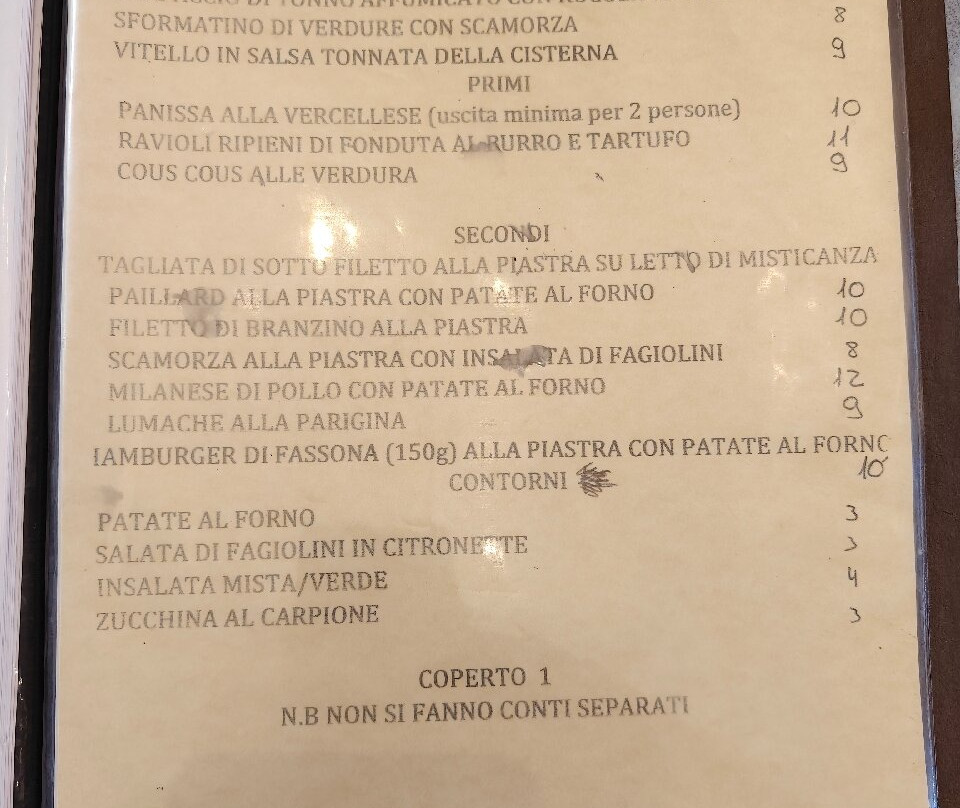 TONNO AFFUMICATO CON
SFORMATINO DI VERDURE CON SCAMORZA 8
VITELLO IN SALSA TONNATA DELLA CISTERNA 9
PRIMI
PANISSA ALLA VERCELLESE (uscita minima per 2 persone) 10
RAVIOLI RIPIENI DI FONDUTA AL BURRO E TARTUFO 11
COUS COUS ALLE VERDURA 9
SECONDI
TAGLIATA DI SOTTO FILETTO ALLA PIASTRA SU LETTO DI MISTICANZA
PAILLARD ALLA PIASTRA CON PATATE AL FORNO 10
FILETTO DI BRANZINO ALLA PIASTRA 10
SCAMORZA ALLA PIASTRA CON INSALATA DI FAGIOLINI 8
MILANESE DI POLLO CON PATATE AL FORNO 12
LUMACHE ALLA PARIGINA 9
HAMBURGER DI FASSONA (150g) ALLA PIASTRA CON PATATE AL FORNO
10
CONTORNI
PATATE AL FORNO 3
SALATA DI FAGIOLINI IN CITRONETTE 3
INSALATA MISTA/VERDE 4
ZUCCHINA AL CARPIONE 3
COPERTO 1
N.B NON SI FANNO CONTI SEPARATI